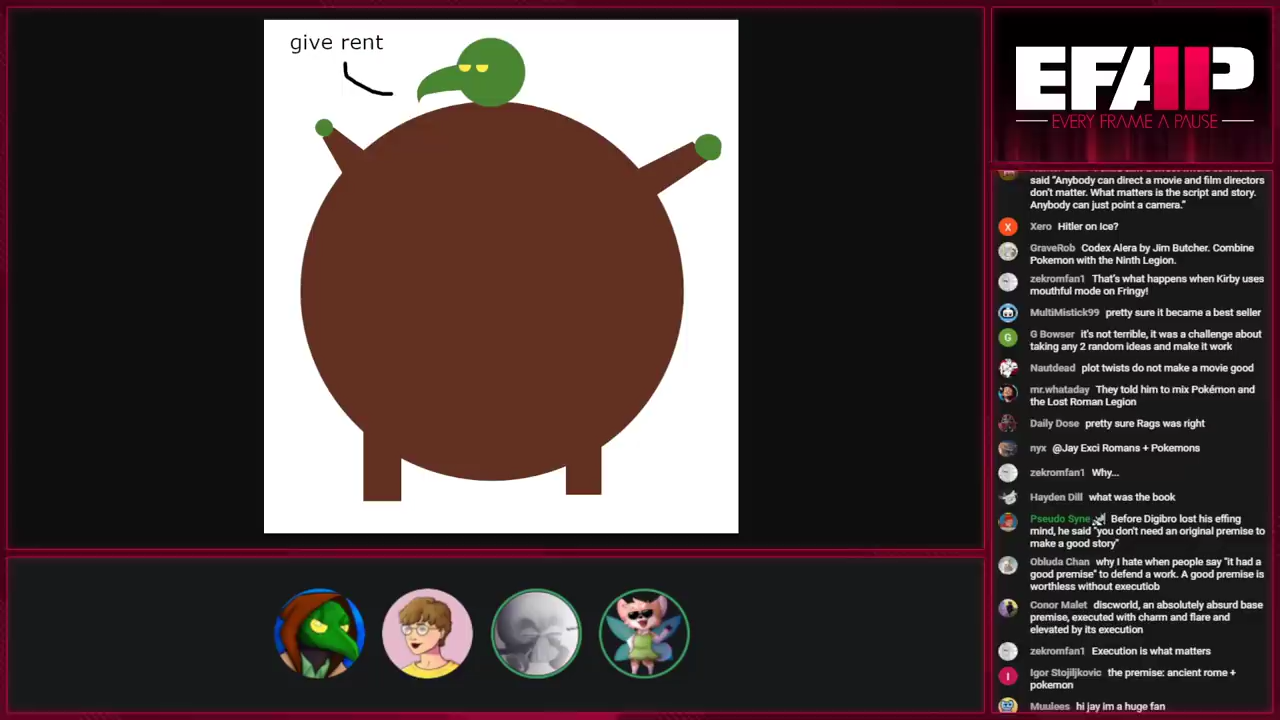 give rent
EFAP
EVERY FRAME A PAUSE
said “Anybody can direct a movie and film directors
don't matter. What matters is the script and story.
Anybody can just point a camera.”
X
Xero Hitler on Ice?
GraveRob Codex Alera by Jim Butcher. Combine
Pokemon with the Ninth Legion.
zekromfan1 That's what happens when Kirby uses
mouthful mode on Fringy!
MultiMistick99 pretty sure it became a best seller
G
G Bowser it's not terrible, it was a challenge about
taking any 2 random ideas and make it work
Nautdead plot twists do not make a movie good
mr.whataday They told him to mix Pokémon and
the Lost Roman Legion
Daily Dose pretty sure Rags was right
nyx @Jay Exci Romans + Pokemons
zekromfan1 Why...
Hayden Dill what was the book
Pseudo Syne Before Digibro lost his effing
mind, he said "you don't need an original premise to
make a good story"
Obluda Chan why I hate when people say "it had a
good premise" to defend a work. A good premise is
worthless without executiob
Conor Malet discworld, an absolutely absurd base
premise, executed with charm and flare and
elevated by its execution
zekromfan1 Execution is what matters
I
Igor Stojiljkovic the premise: ancient rome +
pokemon
Muulees hi jay im a huge fan